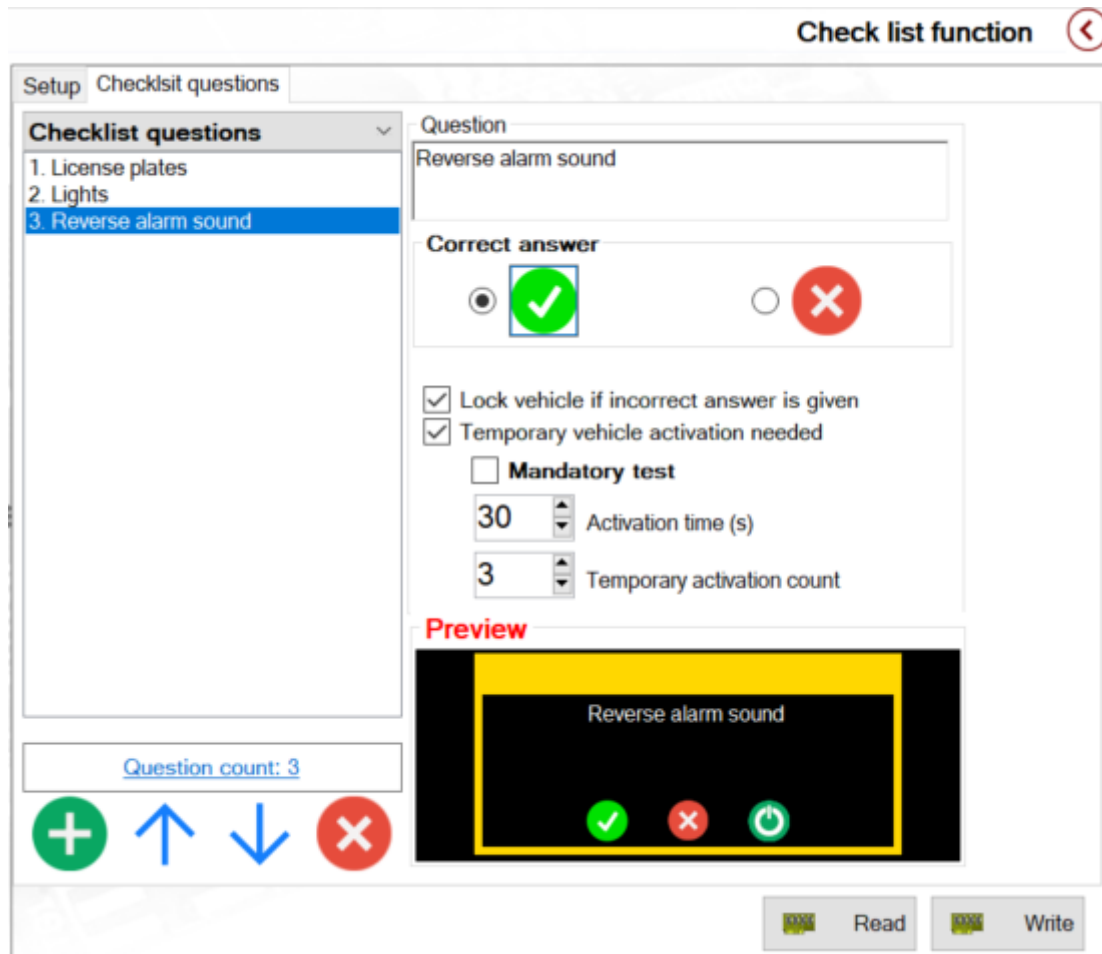 Check list function
Setup
Checklsit questions
Checklist questions
1. License plates
2. Lights
3. Reverse alarm sound
Question count: 3
Question
Reverse alarm sound
Correct answer
Lock vehicle if incorrect answer is given
Temporary vehicle activation needed
Mandatory test
30 Activation time (s)
3 Temporary activation count
Preview
Reverse alarm sound
Read
Write